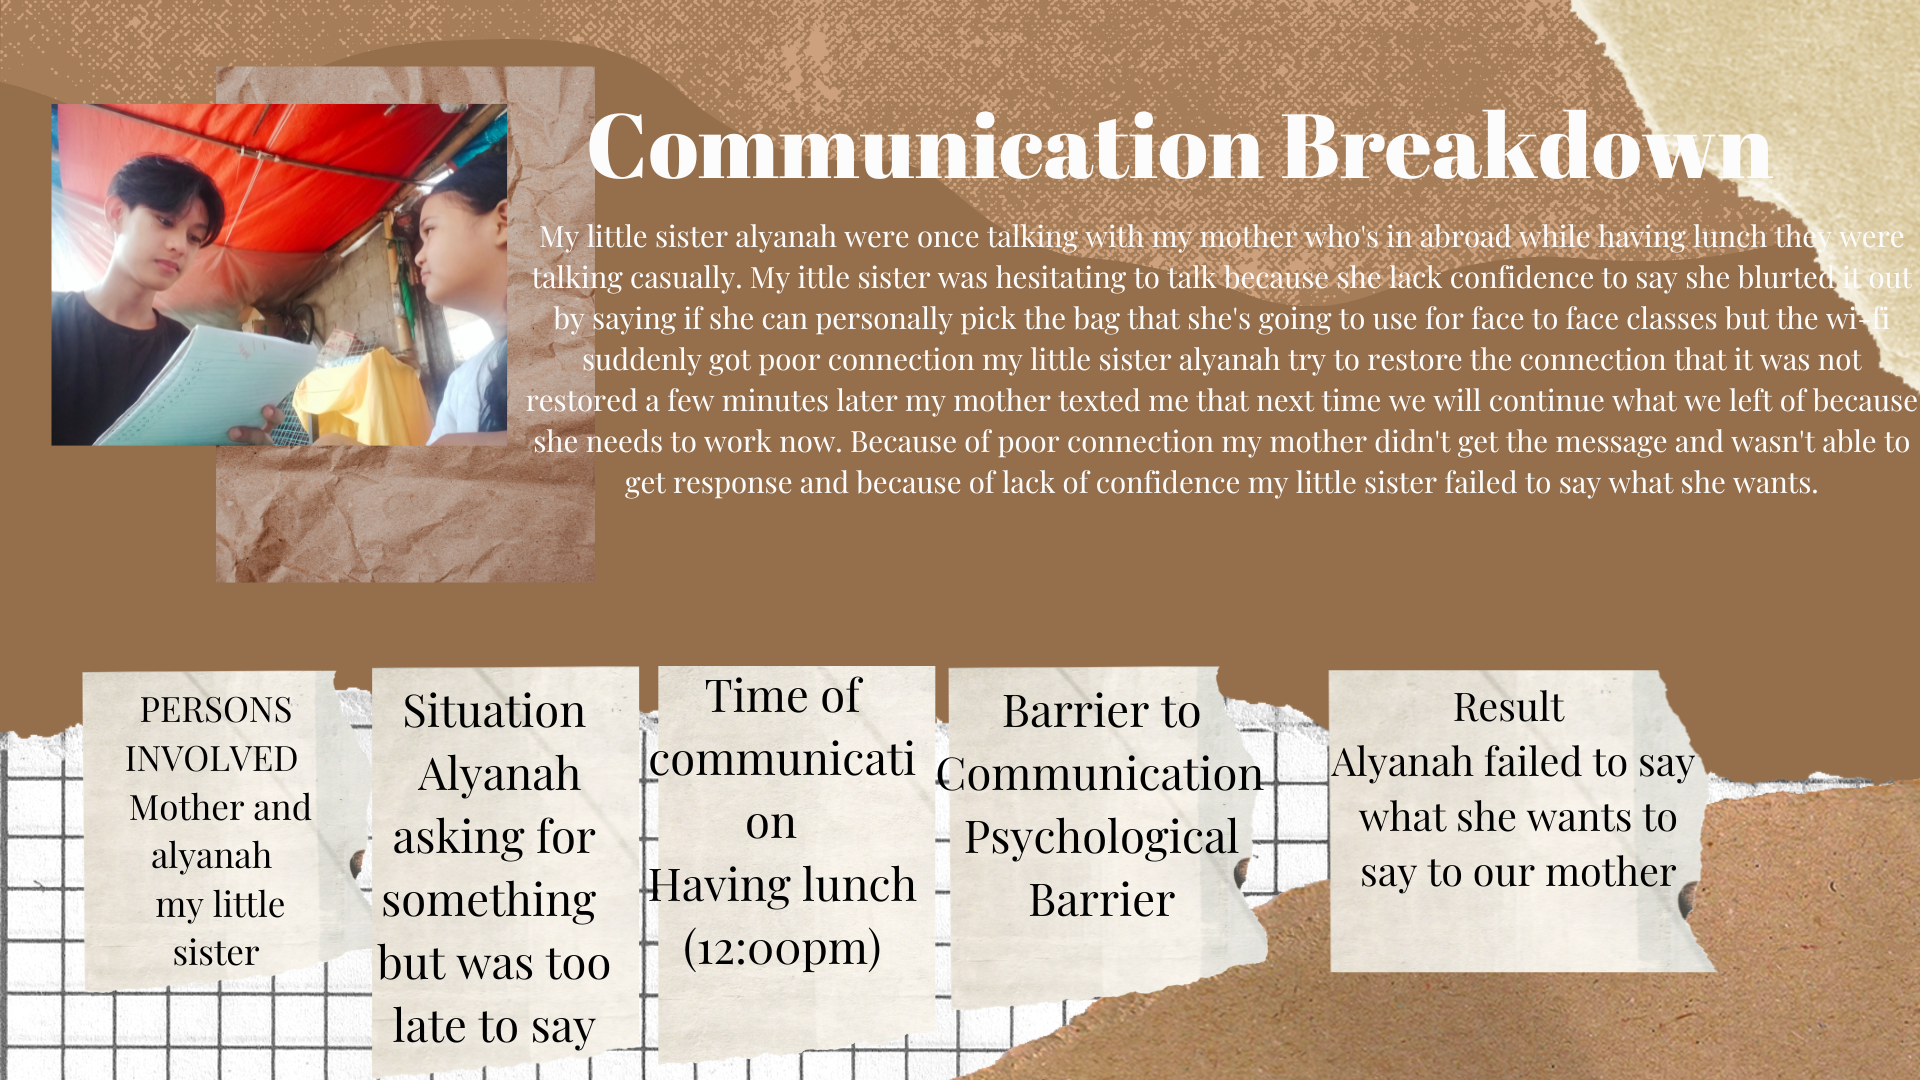 Communication Breakdown
My little sister alyanah were once talking with my mother who's in abroad while having lunch they were
talking casually. My ittle sister was hesitating to talk because she lack confidence to say she blurted it out
by saying if she can personally pick the bag that she's going to use for face to face classes but the wi-fi
suddenly got poor connection my little sister alyanah try to restore the connection that it was not
restored a few minutes later my mother texted me that next time we will continue what we left of because
she needs to work now. Because of poor connection my mother didn't get the message and wasn't able to
get response and because of lack of confidence my little sister failed to say what she wants.
PERSONS
INVOLVED
Mother and
alyanah
my little
sister
Situation
Alyanah
asking for
something
but was too
late to say
Time of
communicati
on
Having lunch
(12:00pm)
Barrier to
Communication
Psychological
Barrier
Result
Alyanah failed to say
what she wants to
say to our mother